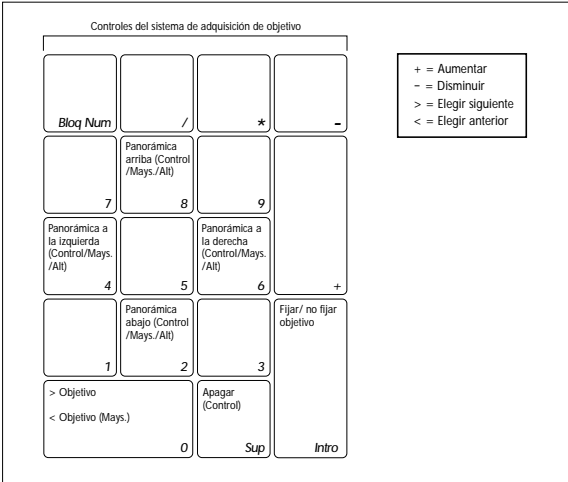 Controles del sistema de adquisición de objetivo
+ = Aumentar
- = Disminuir
> = Elegir siguiente
< = Elegir anterior
Bloq Num
/
*
-
7
Panorámica
arriba (Control
/Mays./Alt)
8
9
Panorámica a
la izquierda
(Control/Mays.
/Alt)
4
5
Panorámica a
la derecha
(Control/Mays.
/Alt)
6
+
1
Panorámica
abajo (Control
/Mays./Alt)
2
3
Fijar/ no fijar
objetivo
> Objetivo
< Objetivo (Mays.)
0
Apagar
(Control)
Sup
Intro